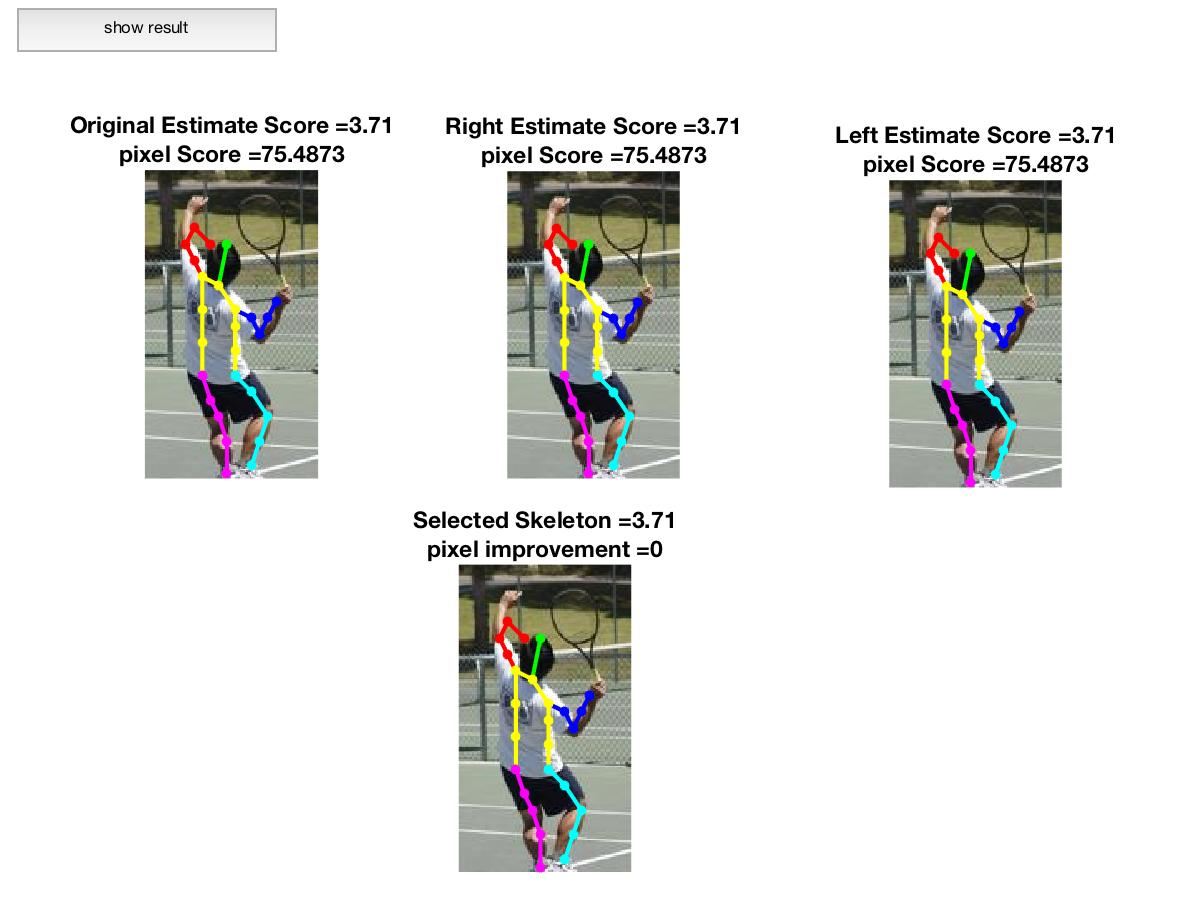 show result
Original Estimate Score =3.71
pixel Score =75.4873
Right Estimate Score =3.71
pixel Score =75.4873
Left Estimate Score =3.71
pixel Score =75.4873
Selected Skeleton =3.71
pixel improvement =0